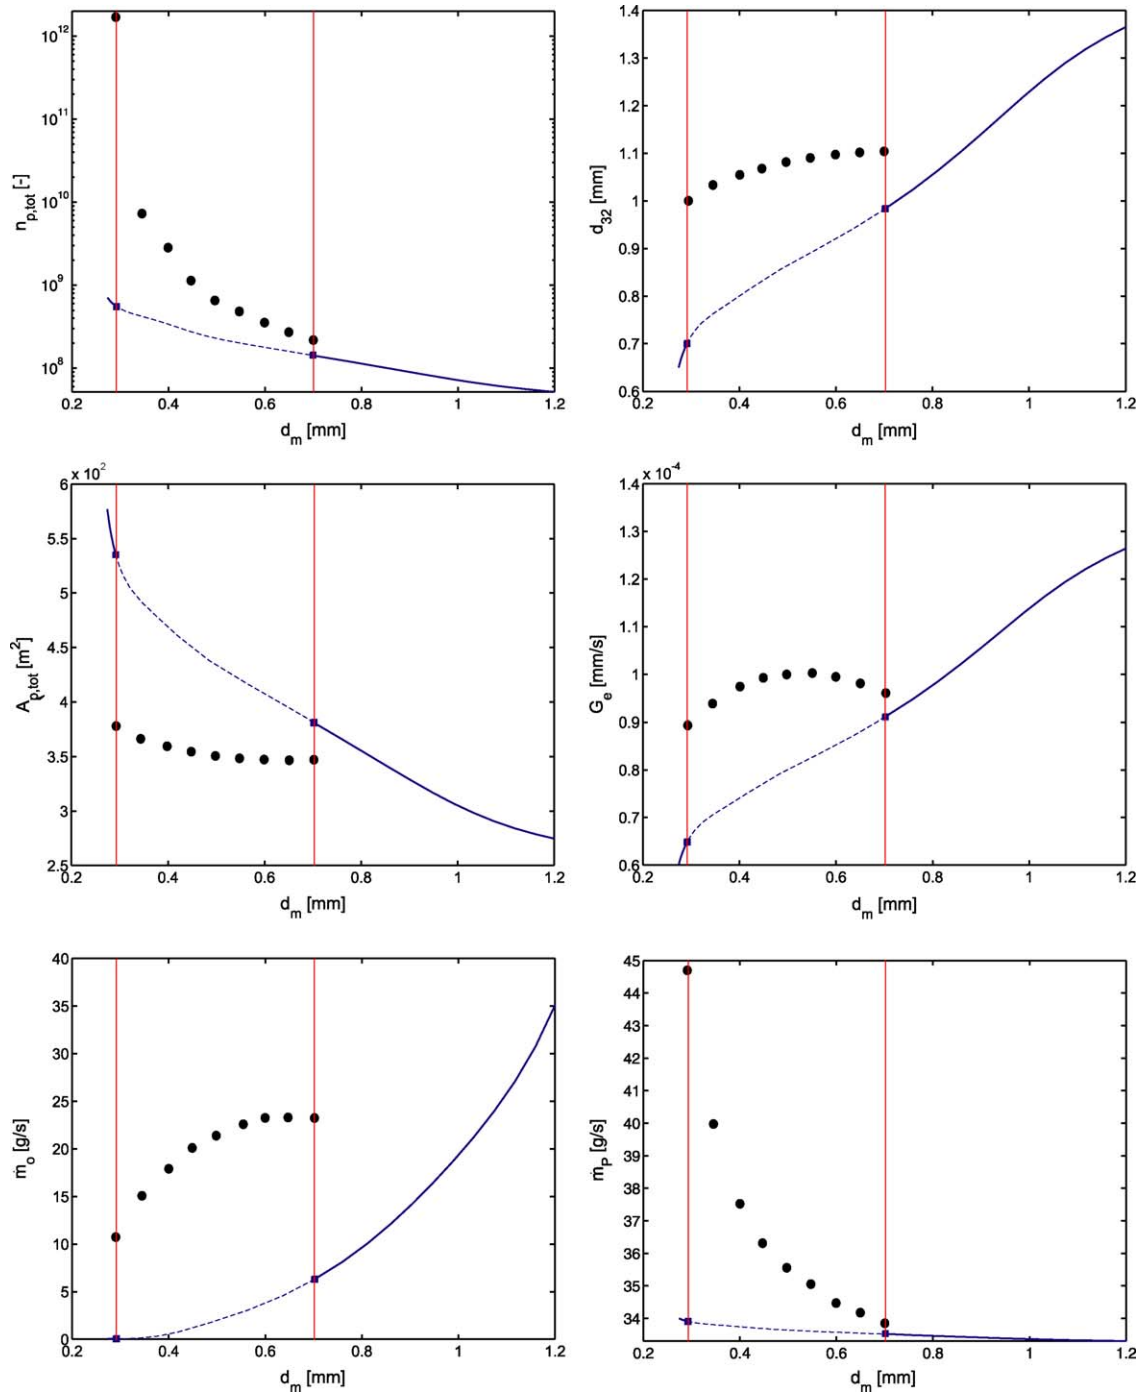 n_p,tot [-]
10^12
10^11
10^10
10^9
10^8
0.2 0.4 0.6 0.8 1 1.2
d_m [mm]
d_32 [mm]
1.4
1.3
1.2
1.1
1
0.9
0.8
0.7
0.6
0.2 0.4 0.6 0.8 1 1.2
d_m [mm]
x 10^2
A_p,tot [m^2]
6
5.5
5
4.5
4
3.5
3
2.5
0.2 0.4 0.6 0.8 1 1.2
d_m [mm]
x 10^-4
G_e [mm/s]
1.4
1.3
1.2
1.1
1
0.9
0.8
0.7
0.6
0.2 0.4 0.6 0.8 1 1.2
d_m [mm]
ṁ_o [g/s]
40
35
30
25
20
15
10
5
0
0.2 0.4 0.6 0.8 1 1.2
d_m [mm]
ṁ_P [g/s]
45
44
43
42
41
40
39
38
37
36
35
34
0.2 0.4 0.6 0.8 1 1.2
d_m [mm]